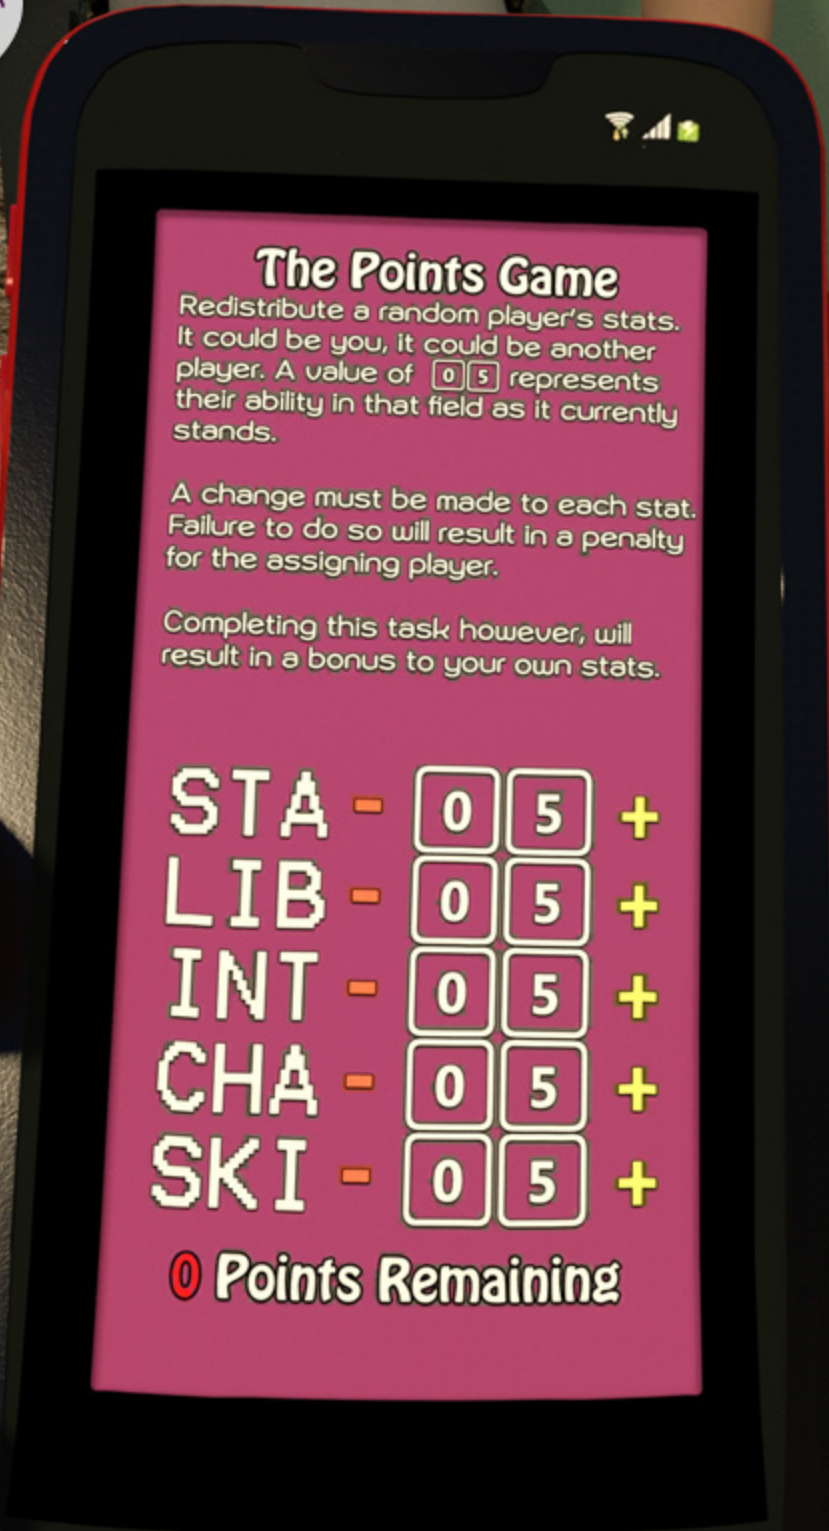 The Points Game
Redistribute a random player's stats.
It could be you, it could be another
player. A value of 0 5 represents
their ability in that field as it currently
stands.
A change must be made to each stat.
Failure to do so will result in a penalty
for the assigning player.
Completing this task however, will
result in a bonus to your own stats.
STA - 0 5 +
LIB - 0 5 +
INT - 0 5 +
CHA - 0 5 +
SKI - 0 5 +
0 Points Remaining